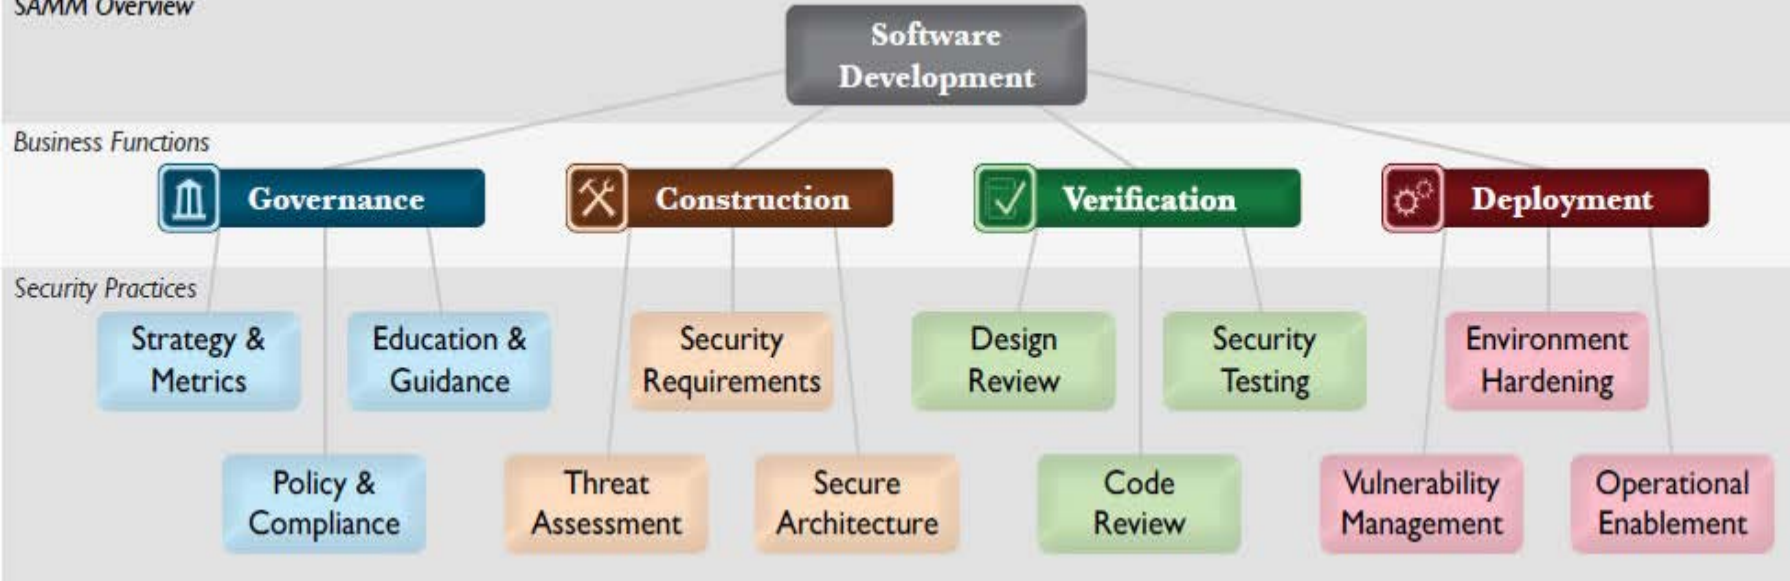 SAMM Overview
Software
Development
Business Functions
Governance
Construction
Verification
Deployment
Security Practices
Strategy &
Metrics
Education &
Guidance
Security
Requirements
Design
Review
Security
Testing
Environment
Hardening
Policy &
Compliance
Threat
Assessment
Secure
Architecture
Code
Review
Vulnerability
Management
Operational
Enablement